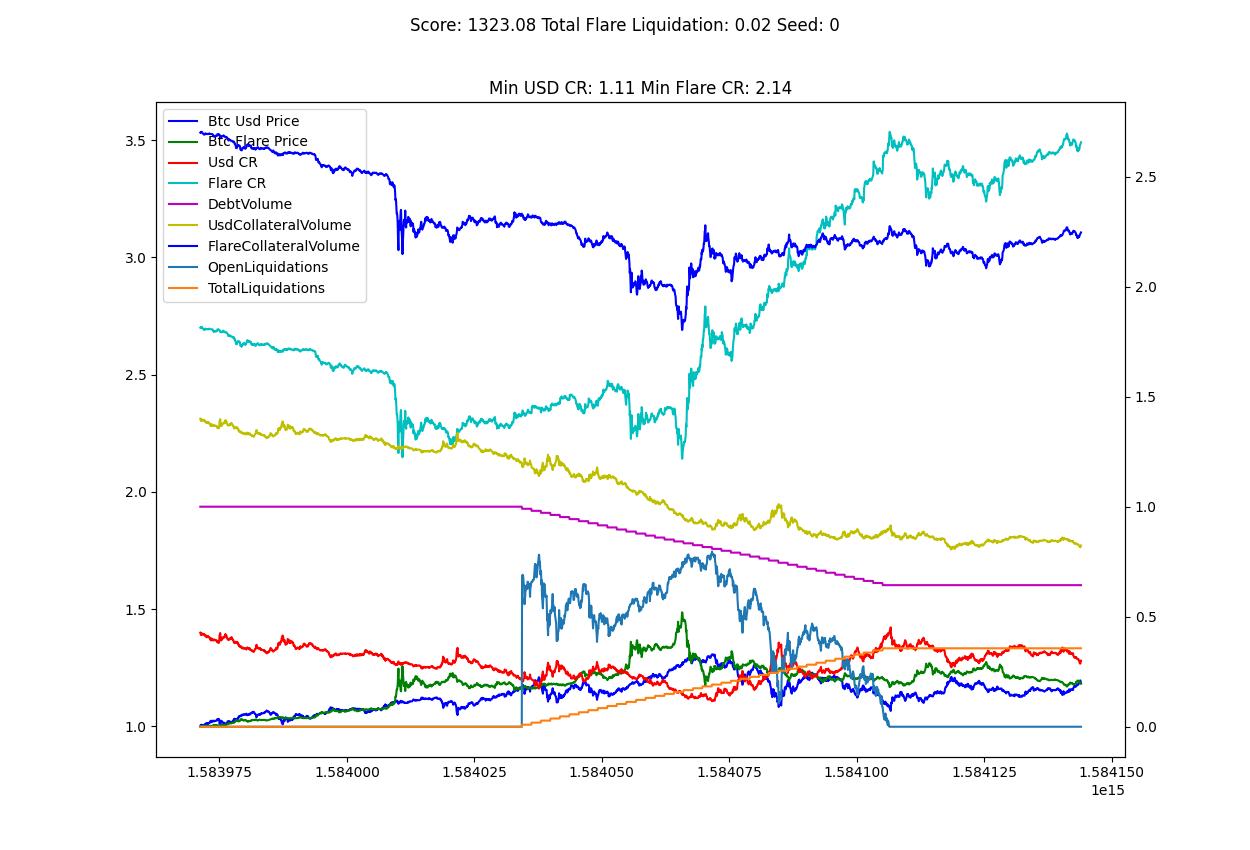 Score: 1323.08 Total Flare Liquidation: 0.02 Seed: 0
Min USD CR: 1.11 Min Flare CR: 2.14
Btc Usd Price
Btc Flare Price
Usd CR
Flare CR
DebtVolume
UsdCollateralVolume
FlareCollateralVolume
OpenLiquidations
TotalLiquidations
3.5
3.0
2.5
2.0
1.5
1.0
2.5
2.0
1.5
1.0
0.5
0.0
1.583975 1.584000 1.584025 1.584050 1.584075 1.584100 1.584125 1.584150
1e15